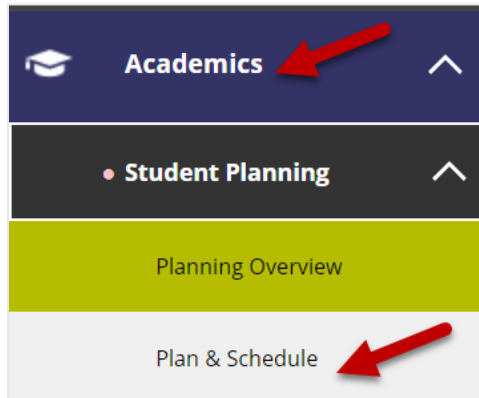 Academics
Student Planning
Planning Overview
Plan & Schedule